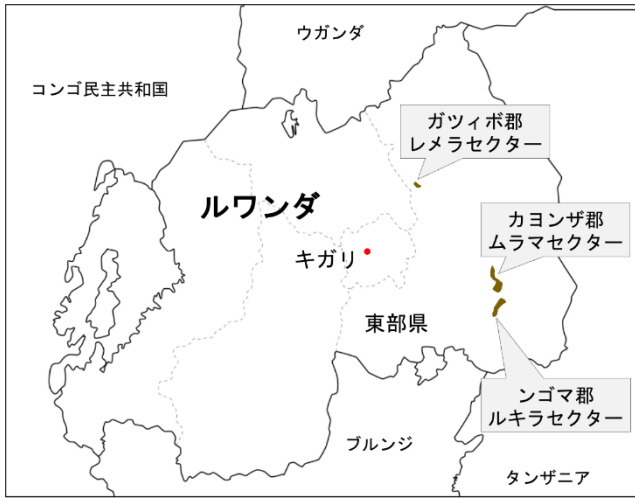 ウガンダ
コンゴ民主共和国
ガツィボ郡
レメラセクター
ルワンダ
カヨンザ郡
ムラマセクター
キガリ
東部県
ンゴマ郡
ルキラセクター
ブルンジ
タンザニア